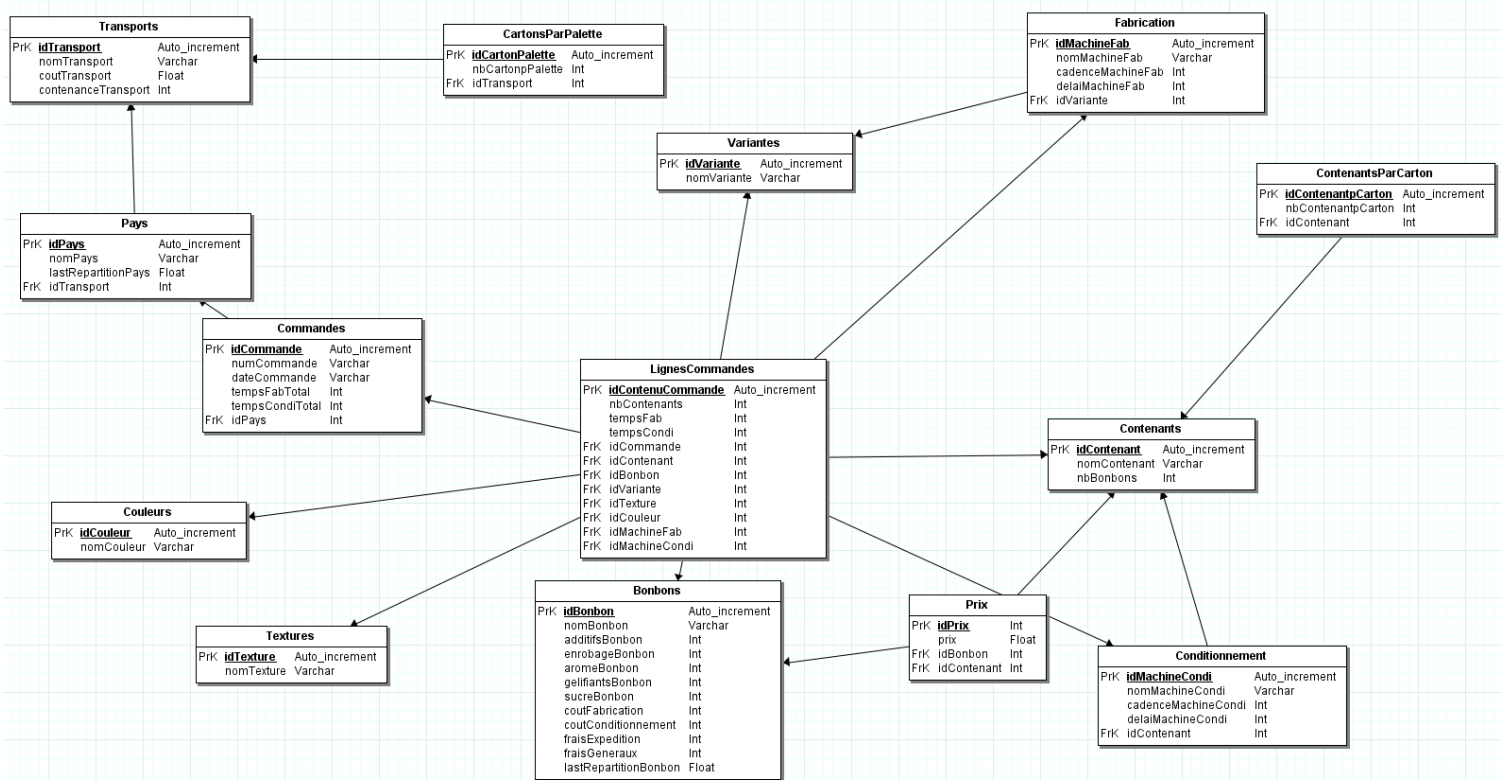 Transports
PrK idTransport Auto_increment
nomTransport Varchar
coutTransport Float
contenanceTransport Int
CartonsParPalette
PrK idCartonPalette Auto_increment
nbCartonpPalette Int
FrK idTransport Int
Fabrication
PrK idMachineFab Auto_increment
nomMachineFab Varchar
cadenceMachineFab Int
delaiMachineFab Int
FrK idVariante Int
Variantes
PrK idVariante Auto_increment
nomVariante Varchar
ContenantsParCarton
PrK idContenantpCarton Auto_increment
nbContenantpCarton Int
FrK idContenant Int
Pays
PrK idPays Auto_increment
nomPays Varchar
lastRepartitionPays Float
FrK idTransport Int
Commandes
PrK idCommande Auto_increment
numCommande Varchar
dateCommande Varchar
tempsFabTotal Int
tempsCondiTotal Int
FrK idPays Int
LignesCommandes
PrK idContenuCommande Auto_increment
nbContenants Int
tempsFab Int
tempsCondi Int
FrK idCommande Int
FrK idContenant Int
FrK idBonbon Int
FrK idVariante Int
FrK idTexture Int
FrK idCouleur Int
FrK idMachineFab Int
FrK idMachineCondi Int
Contenants
PrK idContenant Auto_increment
nomContenant Varchar
nbBonbons Int
Couleurs
PrK idCouleur Auto_increment
nomCouleur Varchar
Textures
PrK idTexture Auto_increment
nomTexture Varchar
Bonbons
PrK idBonbon Auto_increment
nomBonbon Varchar
additifsBonbon Int
enrobageBonbon Int
aromeBonbon Int
gelifiantsBonbon Int
sucreBonbon Int
coutFabrication Int
coutConditionnement Int
fraisExpedition Int
fraisGeneraux Int
lastRepartitionBonbon Float
Prix
PrK idPrix Int
prix Float
FrK idBonbon Int
FrK idContenant Int
Conditionnement
PrK idMachineCondi Auto_increment
nomMachineCondi Varchar
cadenceMachineCondi Int
delaiMachineCondi Int
FrK idContenant Int